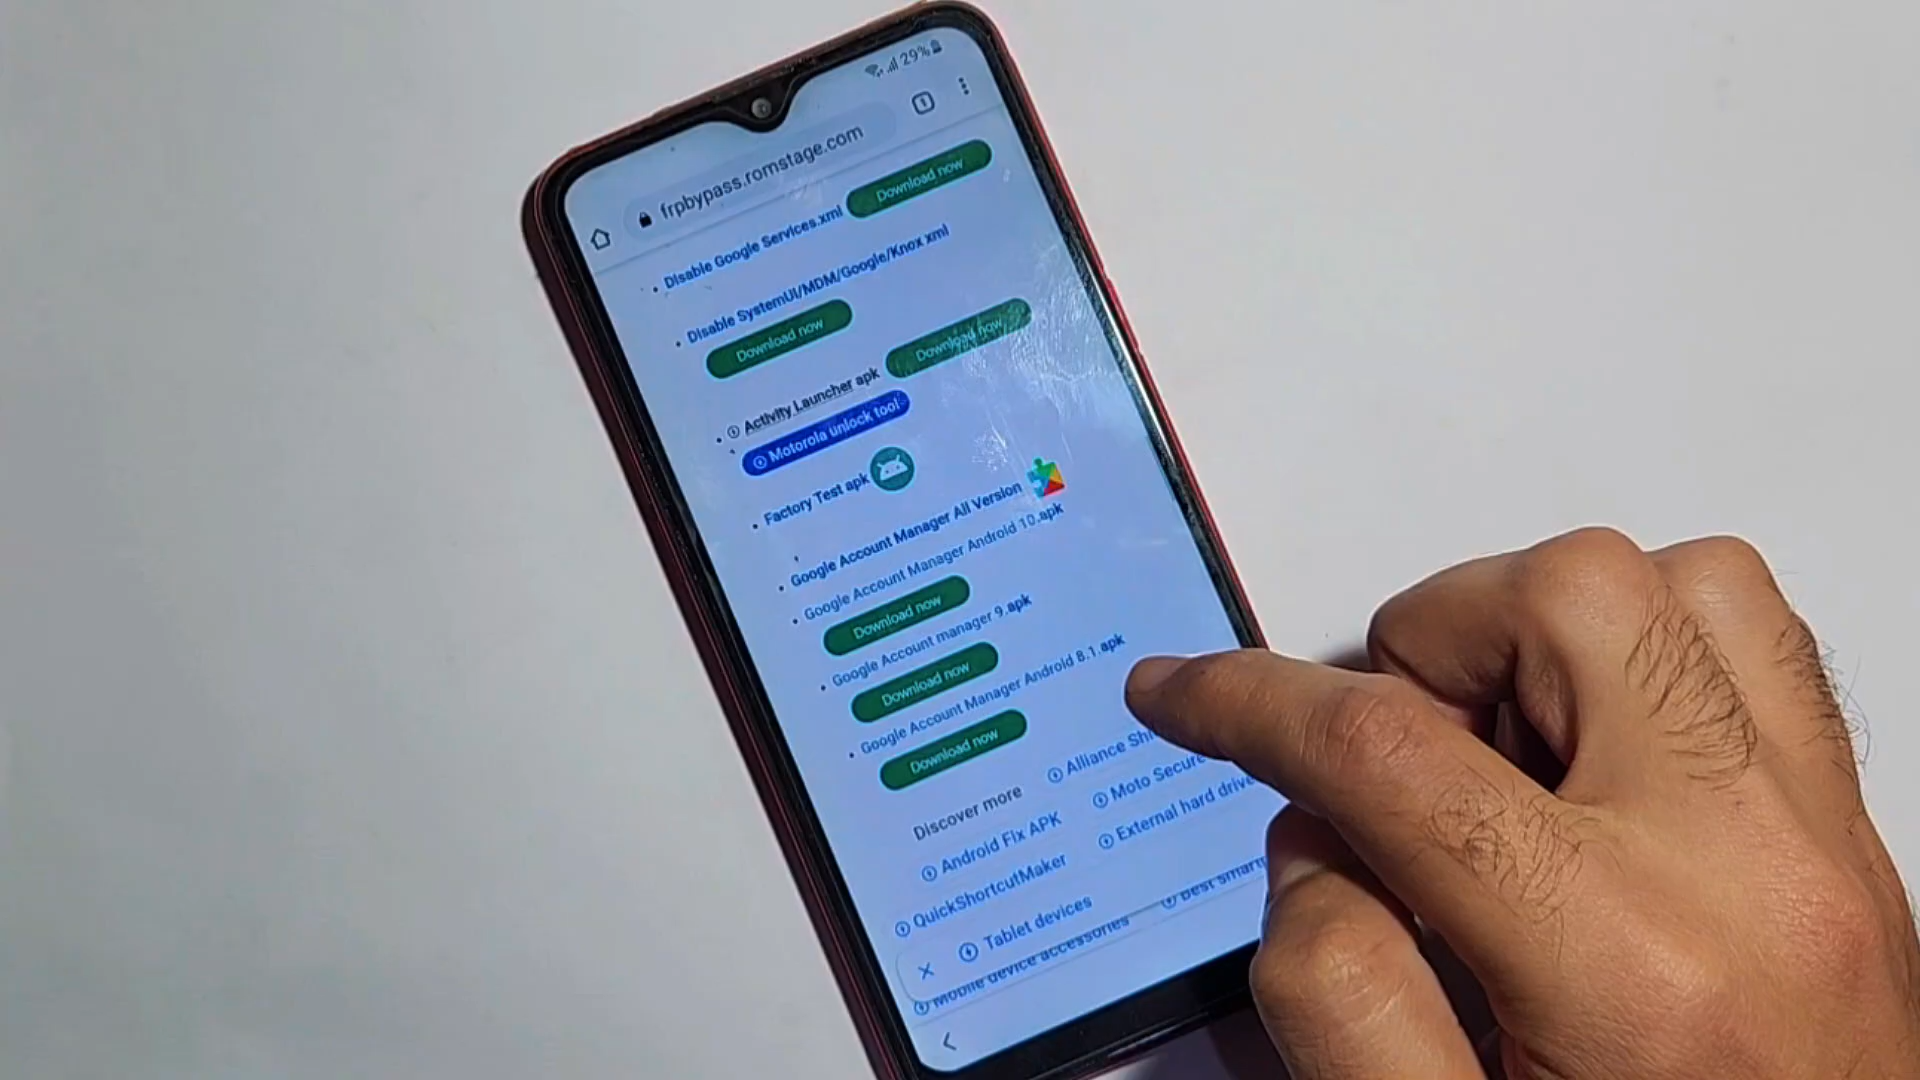 29%
1
frpbypass.romstage.com
Disable Google Services.xml Download now
Disable SystemUI/MDM/Google/Knox xml
Download now
Activity Launcher apk Download now
Motorola unlock tool
Factory Test apk
Google Account Manager All Version
Google Account Manager Android 10.apk
Download now
Google Account manager 9.apk
Download now
Google Account Manager Android 8.1.apk
Download now
Discover more
Alliance
Android Fix APK
Moto Secure
QuickShortcutMaker
External hard drive
Tablet devices
Best
Mobile device accessories